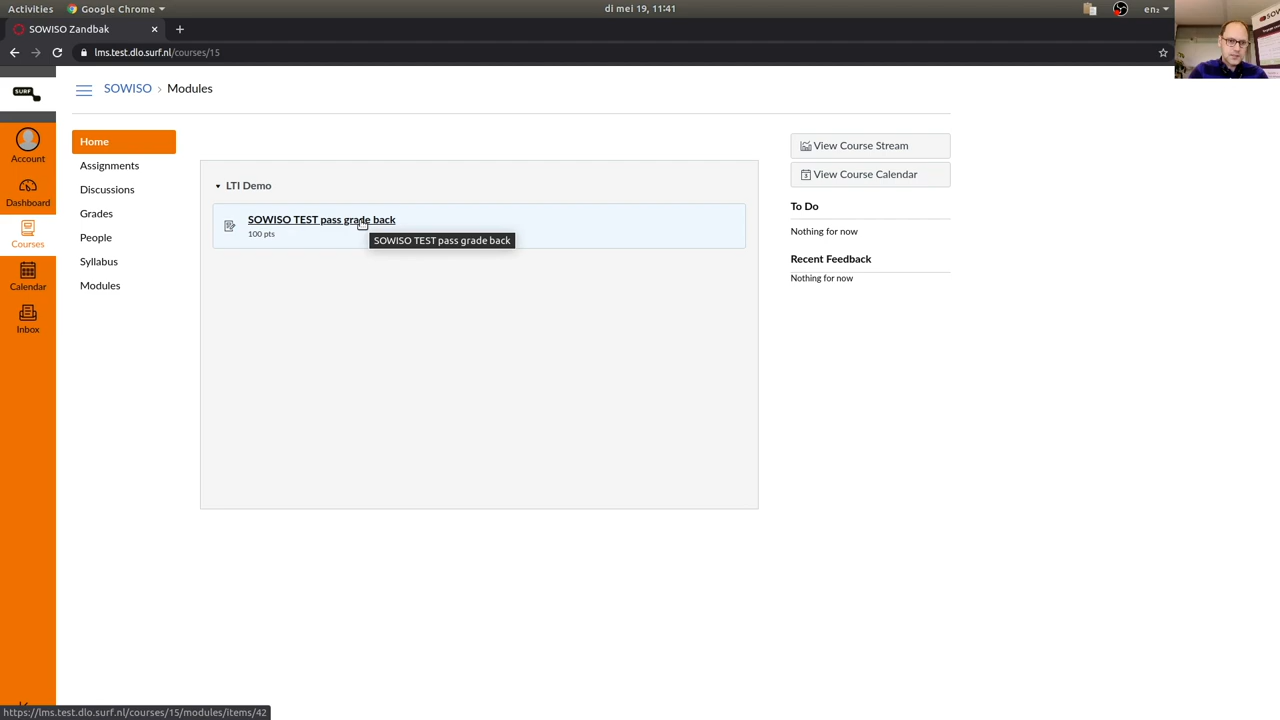 Activities
Google Chrome
di mei 19, 11:41
en₂
SOWISO Zandbak
lms.test.dlo.surf.nl/courses/15
SURF
SOWISO › Modules
Account
Dashboard
Courses
Calendar
Inbox
Home
Assignments
Discussions
Grades
People
Syllabus
Modules
LTI Demo
SOWISO TEST pass grade back
100 pts
SOWISO TEST pass grade back
View Course Stream
View Course Calendar
To Do
Nothing for now
Recent Feedback
Nothing for now
https://lms.test.dlo.surf.nl/courses/15/modules/items/42